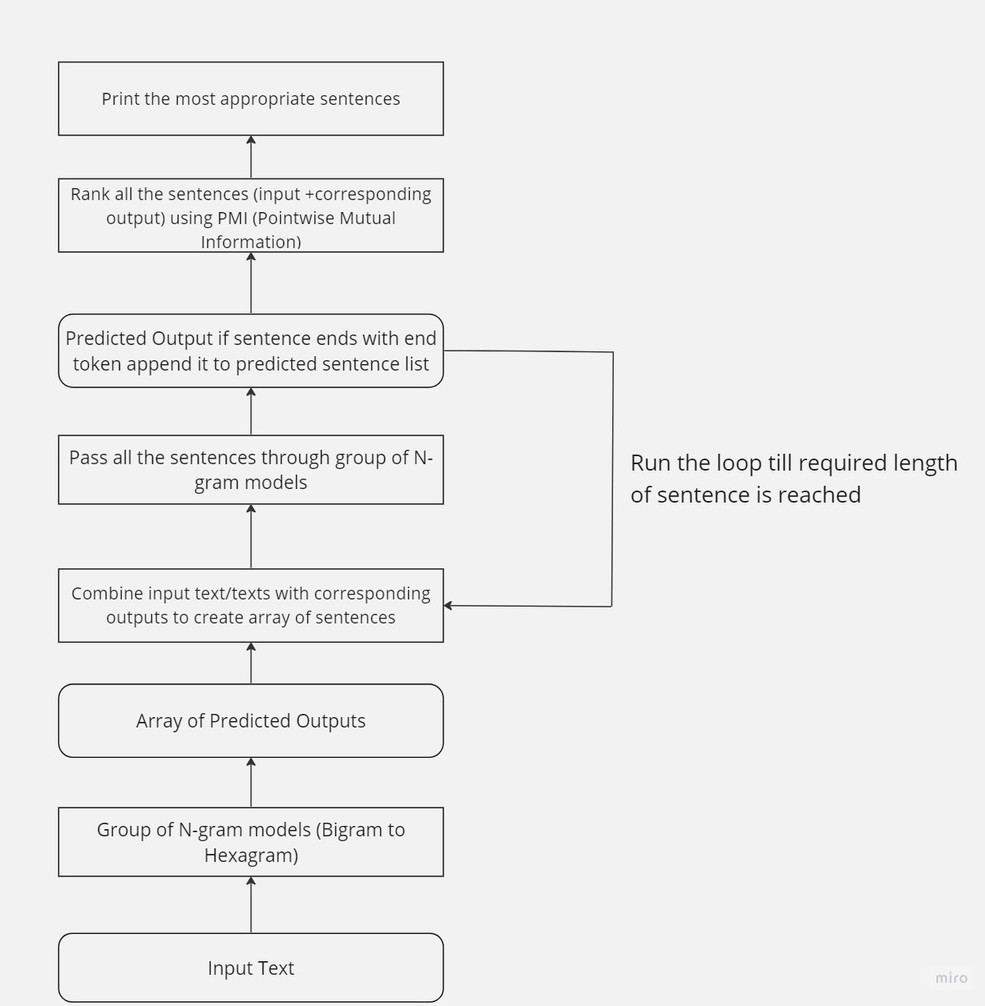 Print the most appropriate sentences
Rank all the sentences (input +corresponding
output) using PMI (Pointwise Mutual
Information)
Predicted Output if sentence ends with end
token append it to predicted sentence list
Pass all the sentences through group of N-
gram models
Run the loop till required length
of sentence is reached
Combine input text/texts with corresponding
outputs to create array of sentences
Array of Predicted Outputs
Group of N-gram models (Bigram to
Hexagram)
Input Text
miro